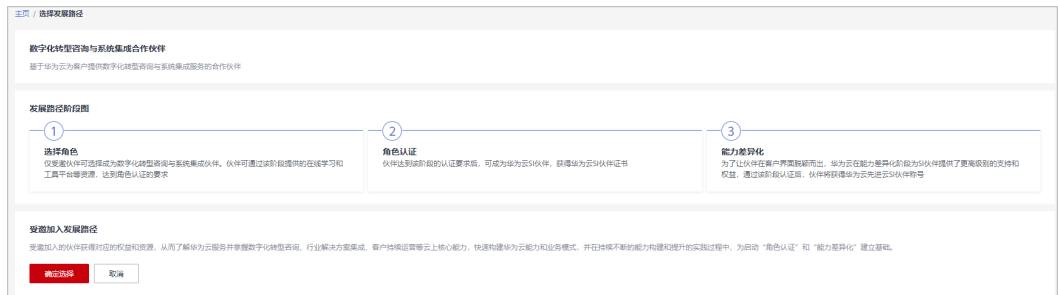 主页 / 选择发展路径
数字化转型咨询与系统集成合作伙伴
基于华为云为客户提供数字化转型咨询与系统集成服务的合作伙伴
发展路径阶段图
1
选择角色
仅受邀伙伴可选择成为数字化转型咨询与系统集成伙伴。伙伴可通过该阶段提供的在线学习和
工具平台等资源，达到角色认证的要求
2
角色认证
伙伴达到该阶段的认证要求后，可成为华为云SI伙伴，获得华为云SI伙伴证书
3
能力差异化
为了让伙伴在客户界面脱颖而出，华为云在能力差异化阶段为SI伙伴提供了更高级别的支持和
权益，通过该阶段认证后，伙伴将获得华为云先进云SI伙伴称号
受邀加入发展路径
受邀加入的伙伴获得对应的权益和资源，从而了解华为云服务并掌握数字化转型咨询、行业解决方案集成、客户持续运营等云上核心能力，快速构建华为云能力和业务模式，并在持续不断的能力构建和提升的实践过程中，为启动“角色认证”和“能力差异化”建立基础。
确定选择 取消